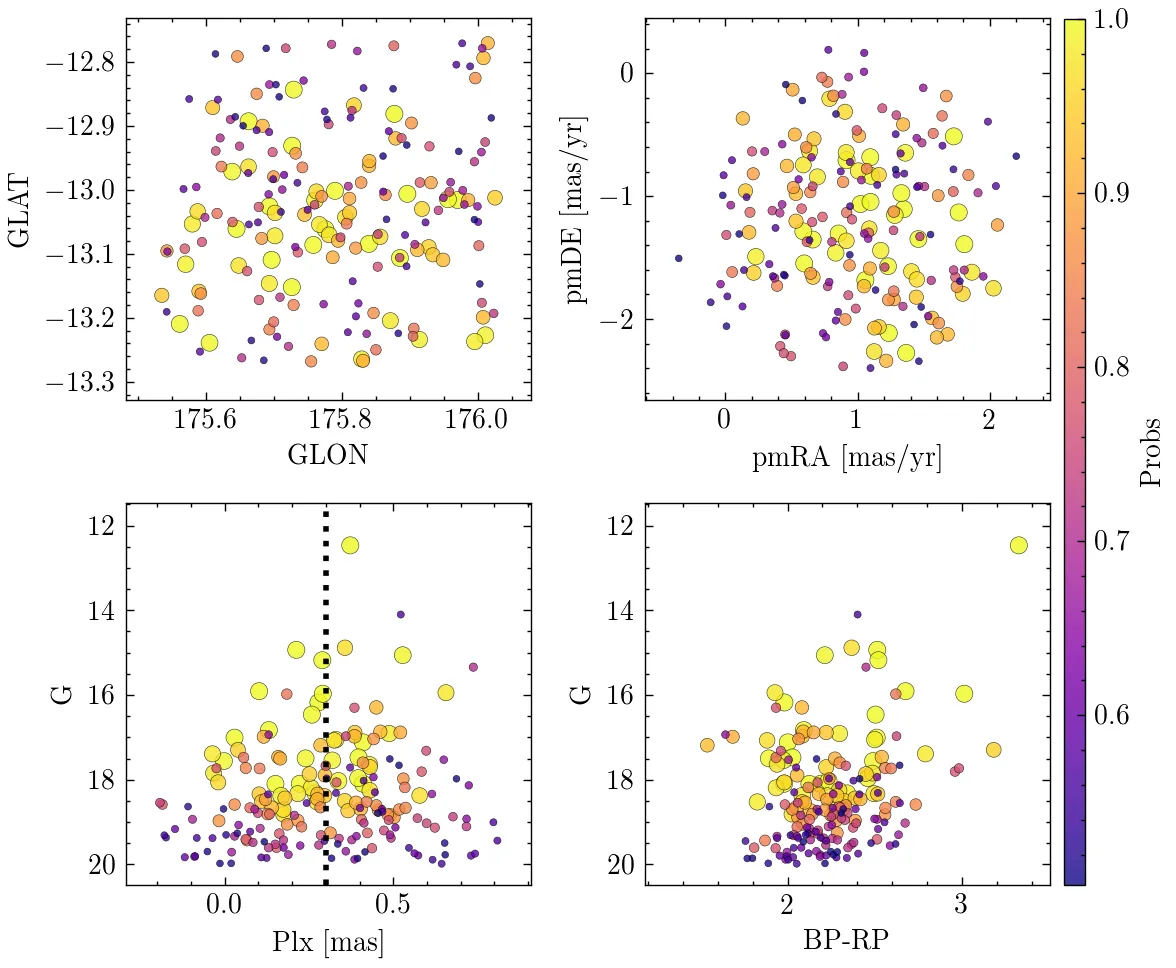 −12.8
−12.9
−13.0
−13.1
−13.2
−13.3
GLAT
175.6 175.8 176.0
GLON
0
−1
−2
pmDE [mas/yr]
0 1 2
pmRA [mas/yr]
12
14
16
18
20
G
0.0 0.5
Plx [mas]
12
14
16
18
20
G
2 3
BP-RP
1.0
0.9
0.8
0.7
0.6
Probs